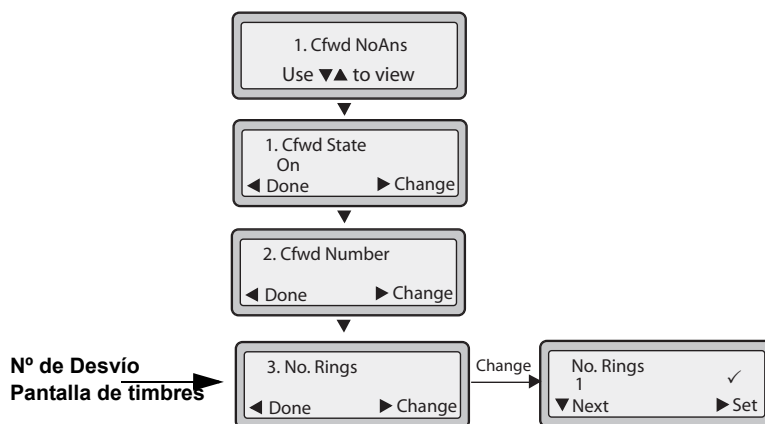 1. Cfwd NoAns
Use ▼▲ to view
1. Cfwd State
On
◀ Done ▶ Change
2. Cfwd Number
◀ Done ▶ Change
Nº de Desvío
Pantalla de timbres
3. No. Rings
◀ Done ▶ Change
Change
No. Rings
1 ✓
▼ Next ▶ Set